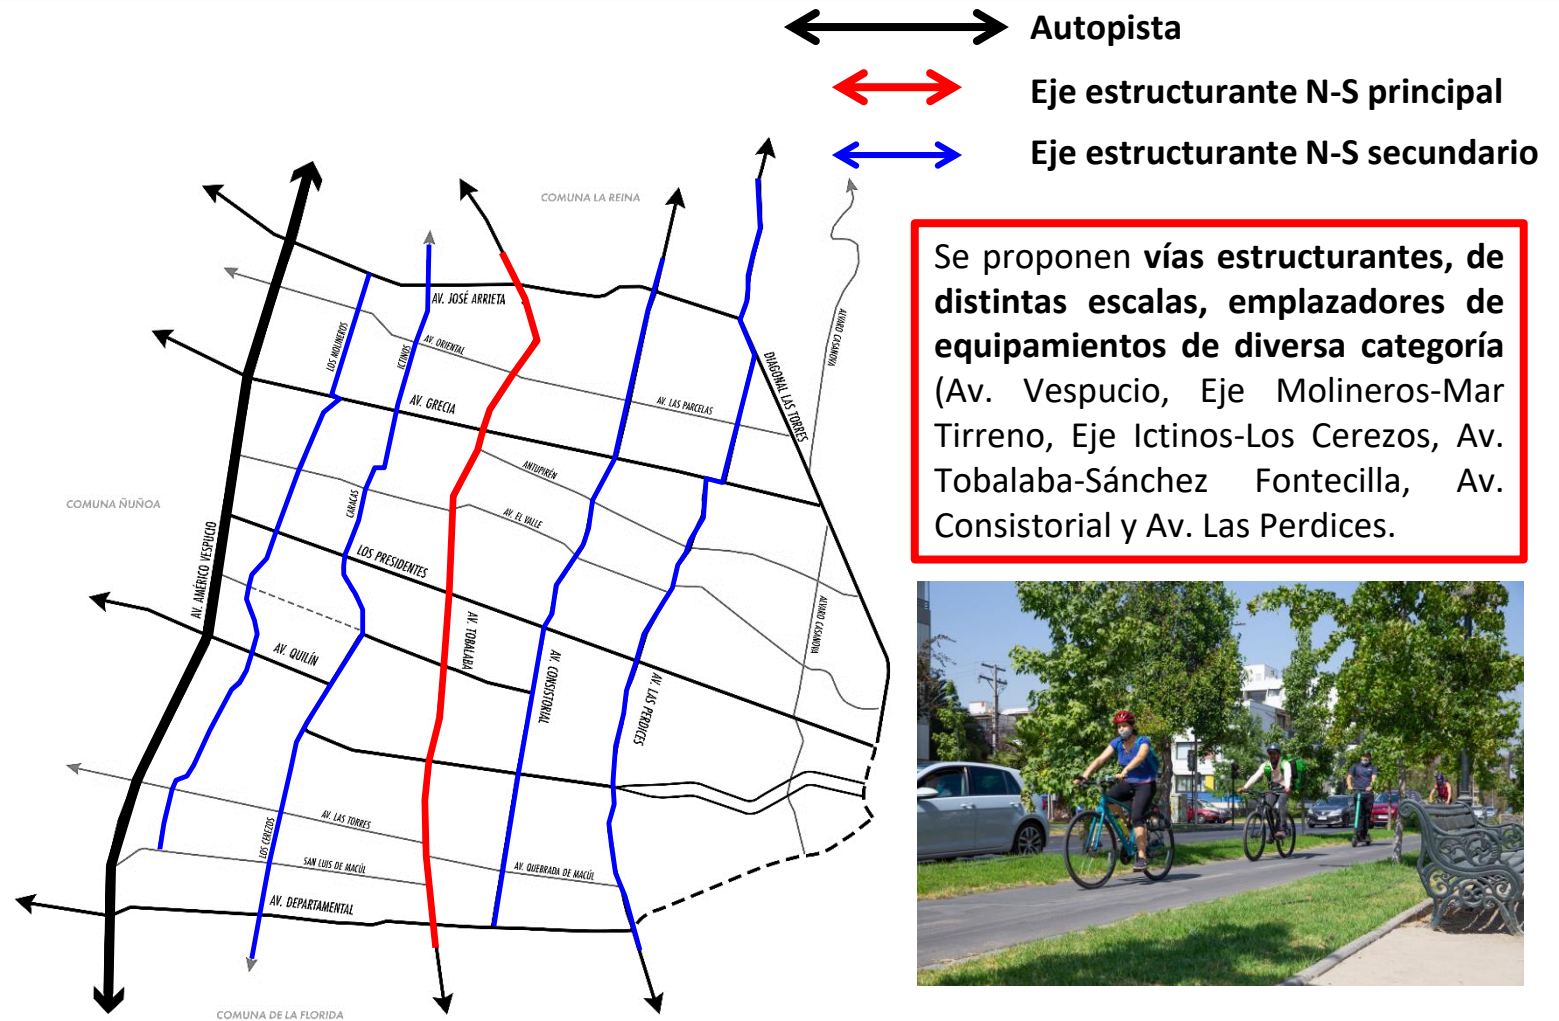 Autopista
Eje estructurante N-S principal
Eje estructurante N-S secundario
COMUNA LA REINA
AV. JOSÉ ARRIETA
LOS MOLINEROS
ICTINOS
AV. ORIENTAL
ALVARO CASANOVA
DIAGONAL LAS TORRES
AV. GRECIA
AV. LAS PARCELAS
ANTUPIRÉN
CARACAS
AV. EL VALLE
COMUNA ÑUÑOA
AV. AMÉRICO VESPUCIO
LOS PRESIDENTES
ALVARO CASANOVA
AV. TOBALABA
AV. QUILÍN
AV. CONSISTORIAL
AV. LAS PERDICES
AV. LAS TORRES
LOS CEREZOS
SAN LUIS DE MACÚL
AV. QUEBRADA DE MACÚL
AV. DEPARTAMENTAL
COMUNA DE LA FLORIDA
Se proponen vías estructurantes, de
distintas escalas, emplazadores de
equipamientos de diversa categoría
(Av. Vespucio, Eje Molineros-Mar
Tirreno, Eje Ictinos-Los Cerezos, Av.
Tobalaba-Sánchez Fontecilla, Av.
Consistorial y Av. Las Perdices.